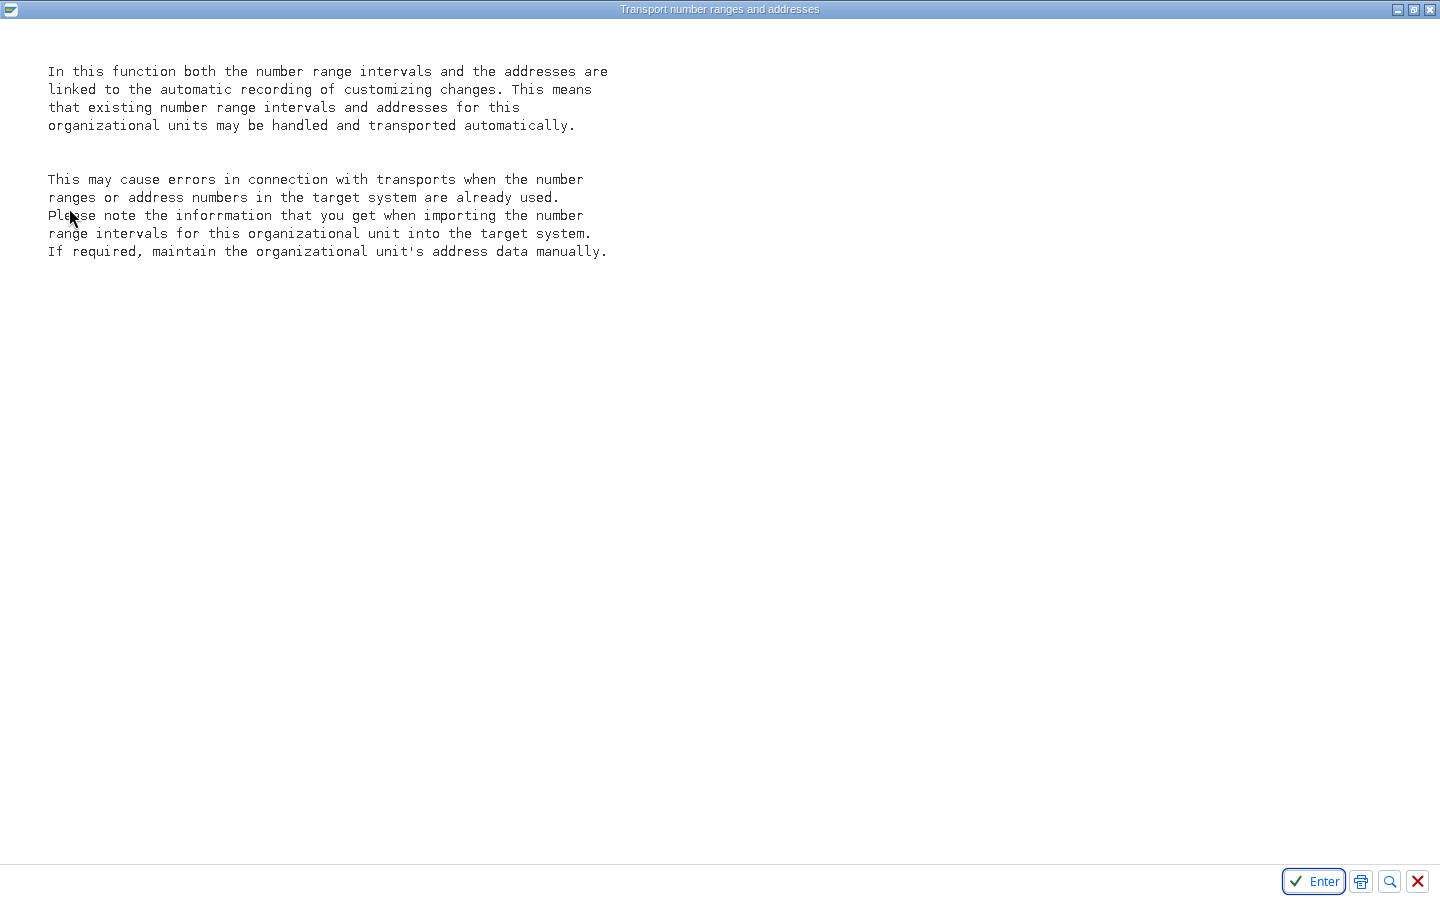 Transport number ranges and addresses
In this function both the number range intervals and the addresses are
linked to the automatic recording of customizing changes. This means
that existing number range intervals and addresses for this
organizational units may be handled and transported automatically.
This may cause errors in connection with transports when the number
ranges or address numbers in the target system are already used.
Please note the inforrmation that you get when importing the number
range intervals for this organizational unit into the target system.
If required, maintain the organizational unit's address data manually.
Enter